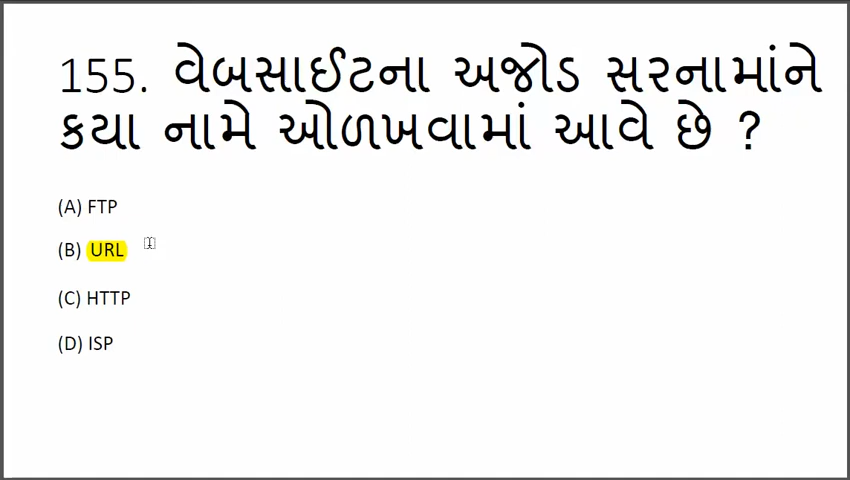 155. વેબસાઈટના અજોડ સરનામાંને
કયા નામે ઓળખવામાં આવે છે ?
(A) FTP
(B) URL
(C) HTTP
(D) ISP